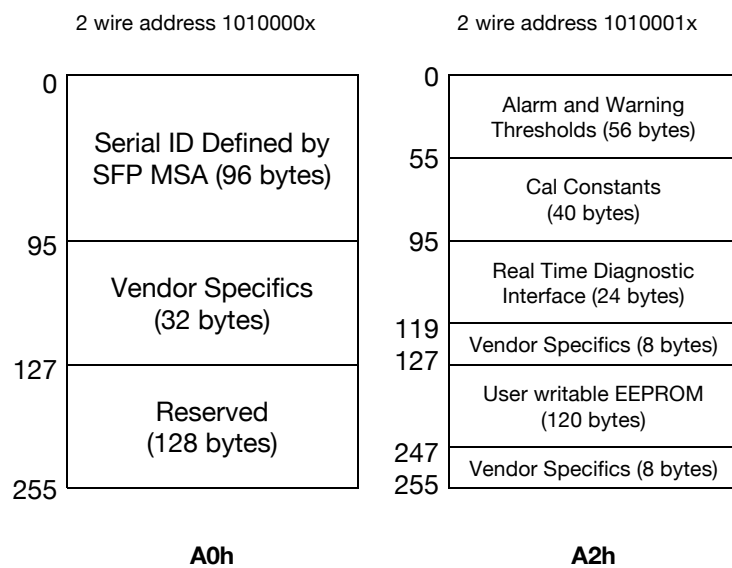 2 wire address 1010000x
0
Serial ID Defined by
SFP MSA (96 bytes)
95
Vendor Specifics
(32 bytes)
127
Reserved
(128 bytes)
255
A0h
2 wire address 1010001x
0
Alarm and Warning
Thresholds (56 bytes)
55
Cal Constants
(40 bytes)
95
Real Time Diagnostic
Interface (24 bytes)
119
Vendor Specifics (8 bytes)
127
User writable EEPROM
(120 bytes)
247
Vendor Specifics (8 bytes)
255
A2h